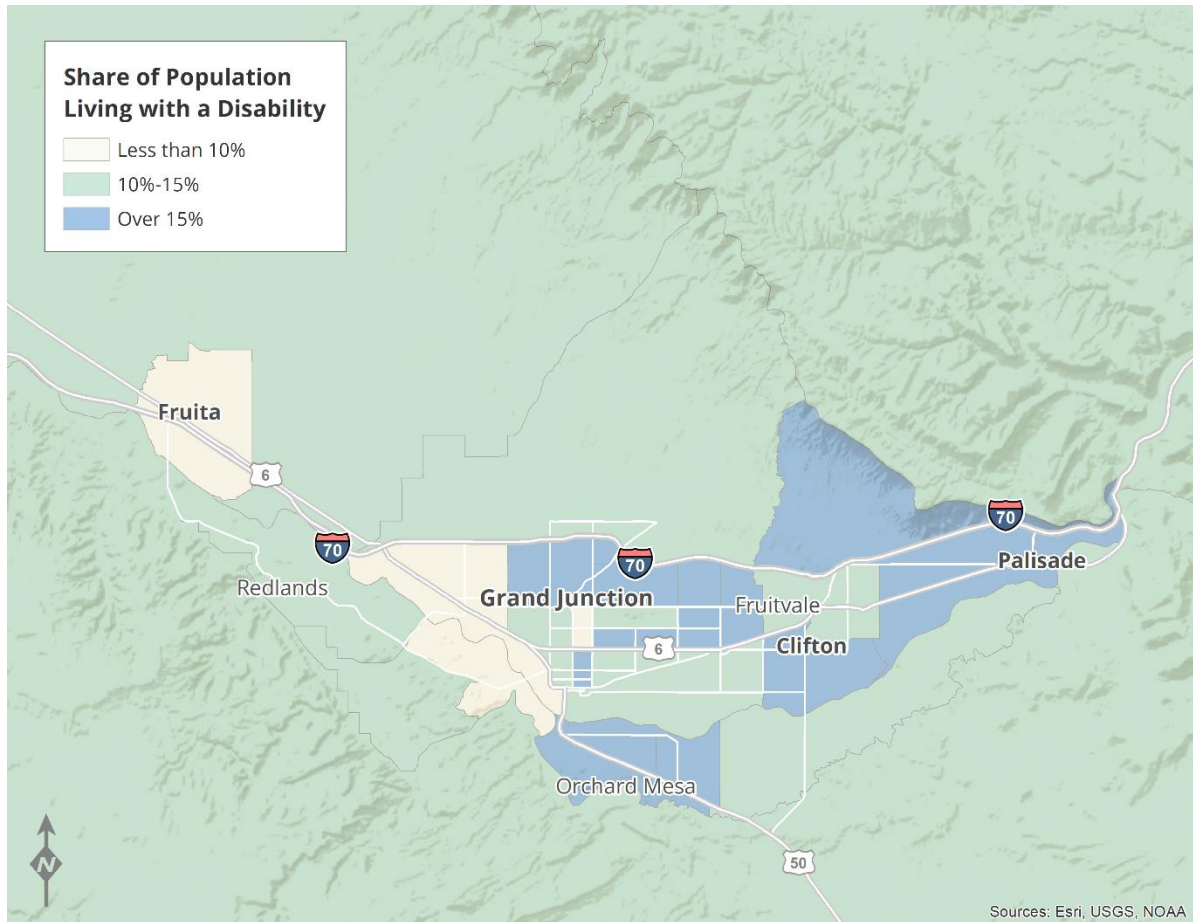 Share of Population
Living with a Disability
Less than 10%
10%-15%
Over 15%
Fruita
6
70
Redlands
70
Palisade
70
Grand Junction
Fruitvale
6
Clifton
Orchard Mesa
50
N
Sources: Esri, USGS, NOAA